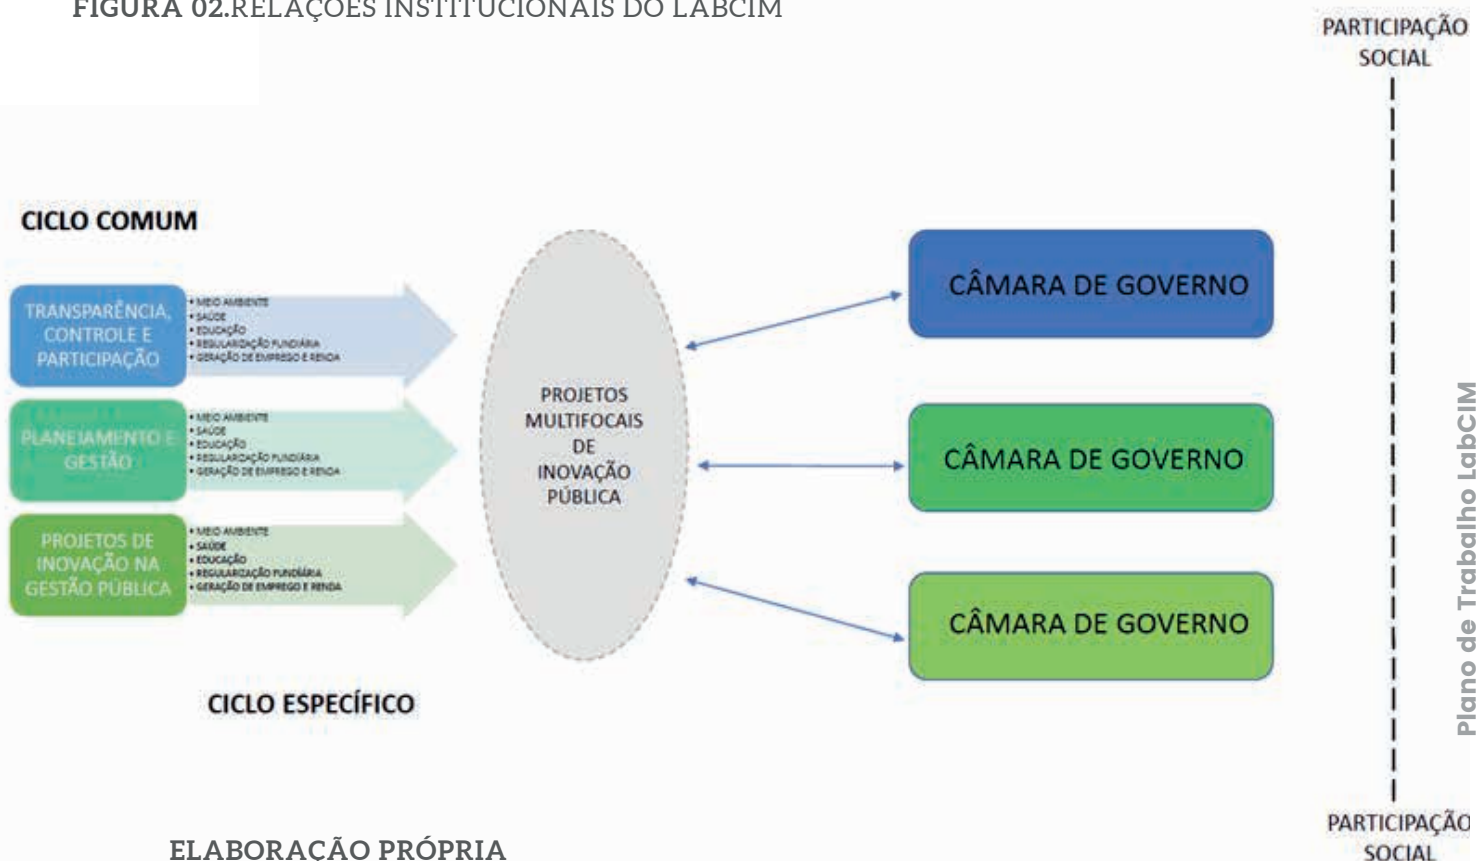 FIGURA 02.RELAÇÕES INSTITUCIONAIS DO LABCIM
PARTICIPAÇÃO
SOCIAL
CICLO COMUM
TRANSPARÊNCIA,
CONTROLE E
PARTICIPAÇÃO
• MEIO AMBIENTE
• SAÚDE
• EDUCAÇÃO
• REGULARIZAÇÃO FUNDIÁRIA
• GERAÇÃO DE EMPREGO E RENDA
PLANEJAMENTO E
GESTÃO
• MEIO AMBIENTE
• SAÚDE
• EDUCAÇÃO
• REGULARIZAÇÃO FUNDIÁRIA
• GERAÇÃO DE EMPREGO E RENDA
PROJETOS DE
INOVAÇÃO NA
GESTÃO PÚBLICA
• MEIO AMBIENTE
• SAÚDE
• EDUCAÇÃO
• REGULARIZAÇÃO FUNDIÁRIA
• GERAÇÃO DE EMPREGO E RENDA
CICLO ESPECÍFICO
PROJETOS
MULTIFOCAIS
DE
INOVAÇÃO
PÚBLICA
CÂMARA DE GOVERNO
CÂMARA DE GOVERNO
CÂMARA DE GOVERNO
Plano de Trabalho LabCIM
PARTICIPAÇÃO
SOCIAL
ELABORAÇÃO PRÓPRIA